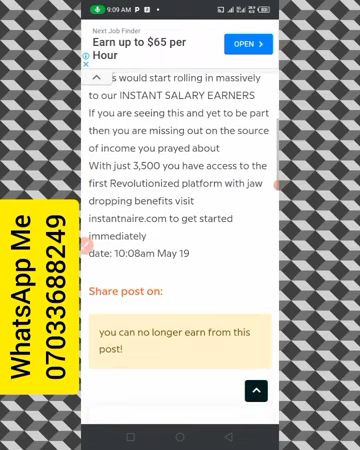 9:09 AM P
Next Job Finder
Earn up to $65 per
Hour
OPEN >
s would start rolling in massively
to our INSTANT SALARY EARNERS
If you are seeing this and yet to be part
then you are missing out on the source
of income you prayed about
With just 3,500 you have access to the
first Revolutionized platform with jaw
dropping benefits visit
instantnaire.com to get started
immediately
date: 10:08am May 19
Share post on:
you can no longer earn from this
post!
WhatsApp Me
07033688249